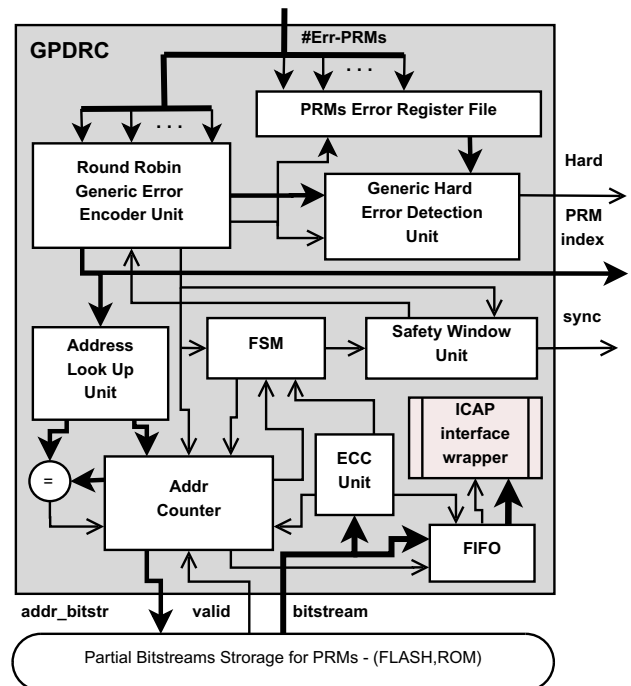 #Err-PRMs
GPDRC
. . .
PRMs Error Register File
. . .
Round Robin
Generic Error
Encoder Unit
Generic Hard
Error Detection
Unit
Hard
PRM
index
sync
Address
Look Up
Unit
FSM
Safety Window
Unit
ICAP
interface
wrapper
=
Addr
Counter
ECC
Unit
FIFO
addr_bitstr
valid
bitstream
Partial Bitstreams Strorage for PRMs - (FLASH,ROM)